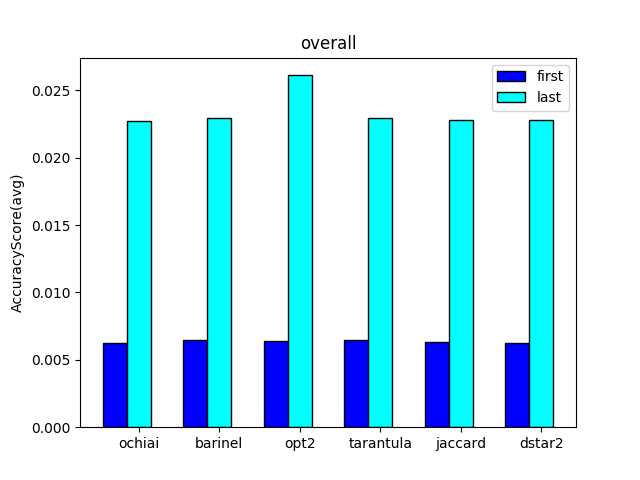 overall
AccuracyScore(avg)
0.025
0.020
0.015
0.010
0.005
0.000
first
last
ochiai barinel opt2 tarantula jaccard dstar2